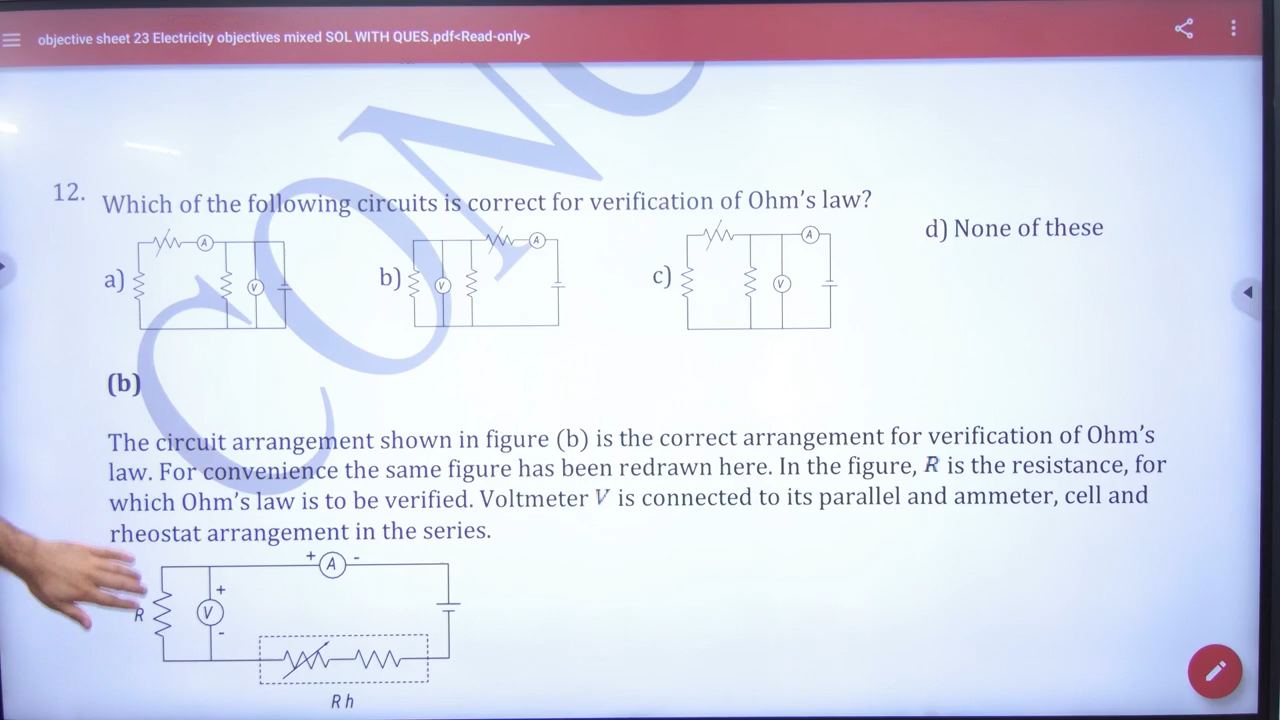 objective sheet 23 Electricity objectives mixed SOL WITH QUES.pdf<Read-only>
CONC
12. Which of the following circuits is correct for verification of Ohm's law?
a) A V
b) A V
c) A V
d) None of these
(b)
The circuit arrangement shown in figure (b) is the correct arrangement for verification of Ohm's
law. For convenience the same figure has been redrawn here. In the figure, R is the resistance, for
which Ohm's law is to be verified. Voltmeter V is connected to its parallel and ammeter, cell and
rheostat arrangement in the series.
+ A -
R V + -
Rh